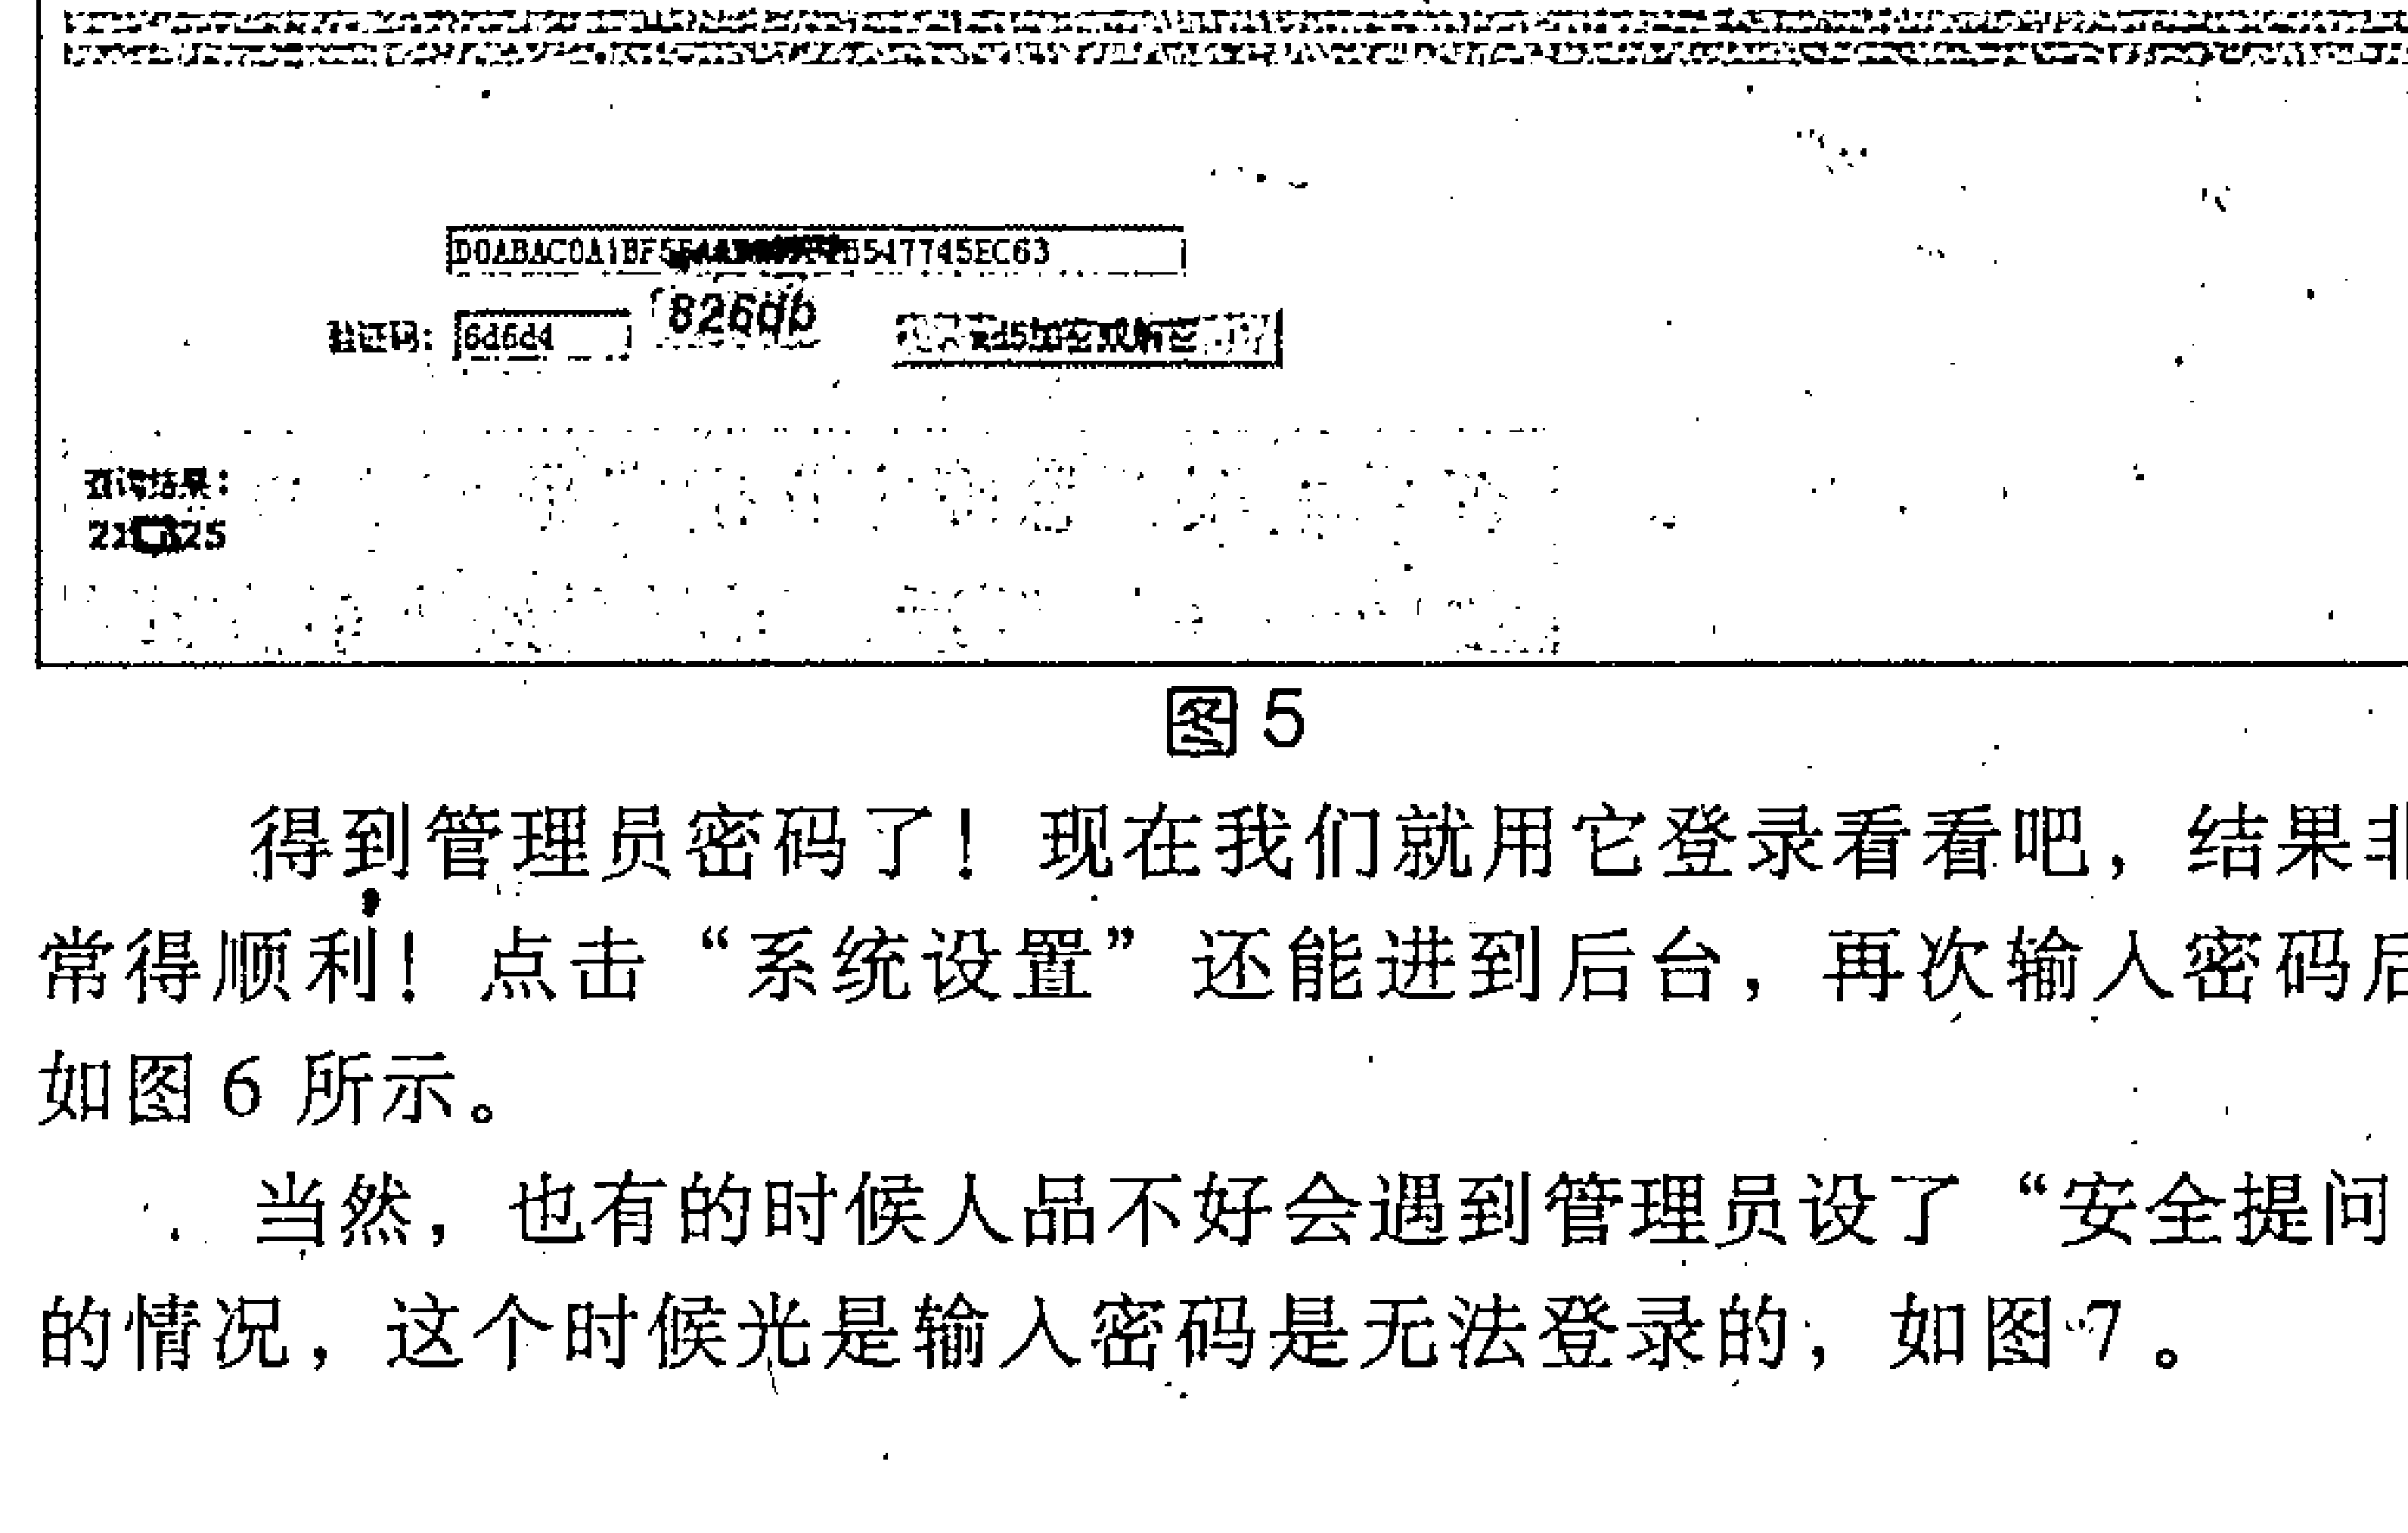 验证码: 6d6d4 826db
查询结果:
图 5
得到管理员密码了！现在我们就用它登录看看吧，结果非
常得顺利！点击“系统设置”还能进到后台，再次输入密码后
如图 6 所示。
当然，也有的时候人品不好会遇到管理员设了“安全提问
的情况，这个时候光是输入密码是无法登录的，如图 7 。